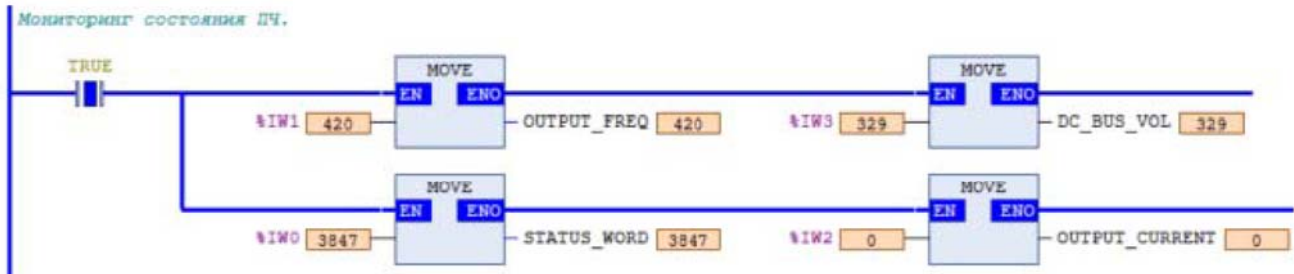 Мониторинг состояния ПЧ.
TRUE
MOVE MOVE
EN ENO EN ENO
%IW1 420 OUTPUT_FREQ 420 %IW3 329 DC_BUS_VOL 329
MOVE MOVE
EN ENO EN ENO
%IW0 3847 STATUS_WORD 3847 %IW2 0 OUTPUT_CURRENT 0